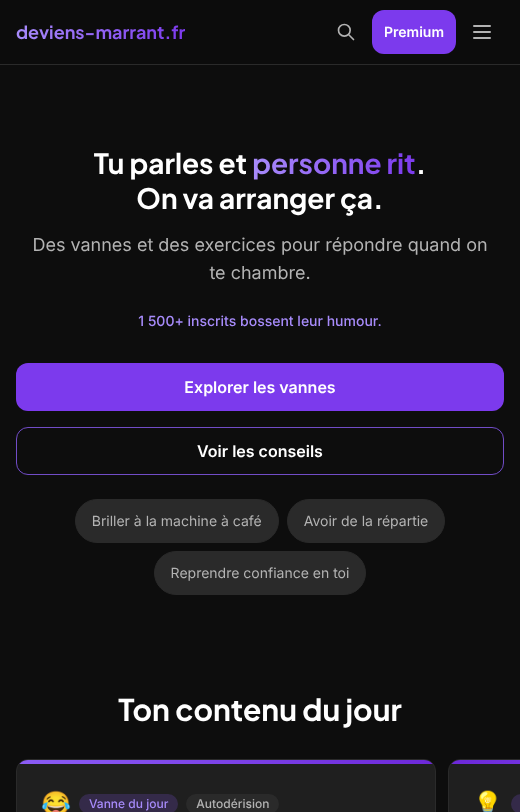 deviens-marrant.fr
Premium
Tu parles et personne rit.
On va arranger ça.
Des vannes et des exercices pour répondre quand on
te chambre.
1 500+ inscrits bossent leur humour.
Explorer les vannes
Voir les conseils
Briller à la machine à café
Avoir de la répartie
Reprendre confiance en toi
Ton contenu du jour
Vanne du jour
Autodérision